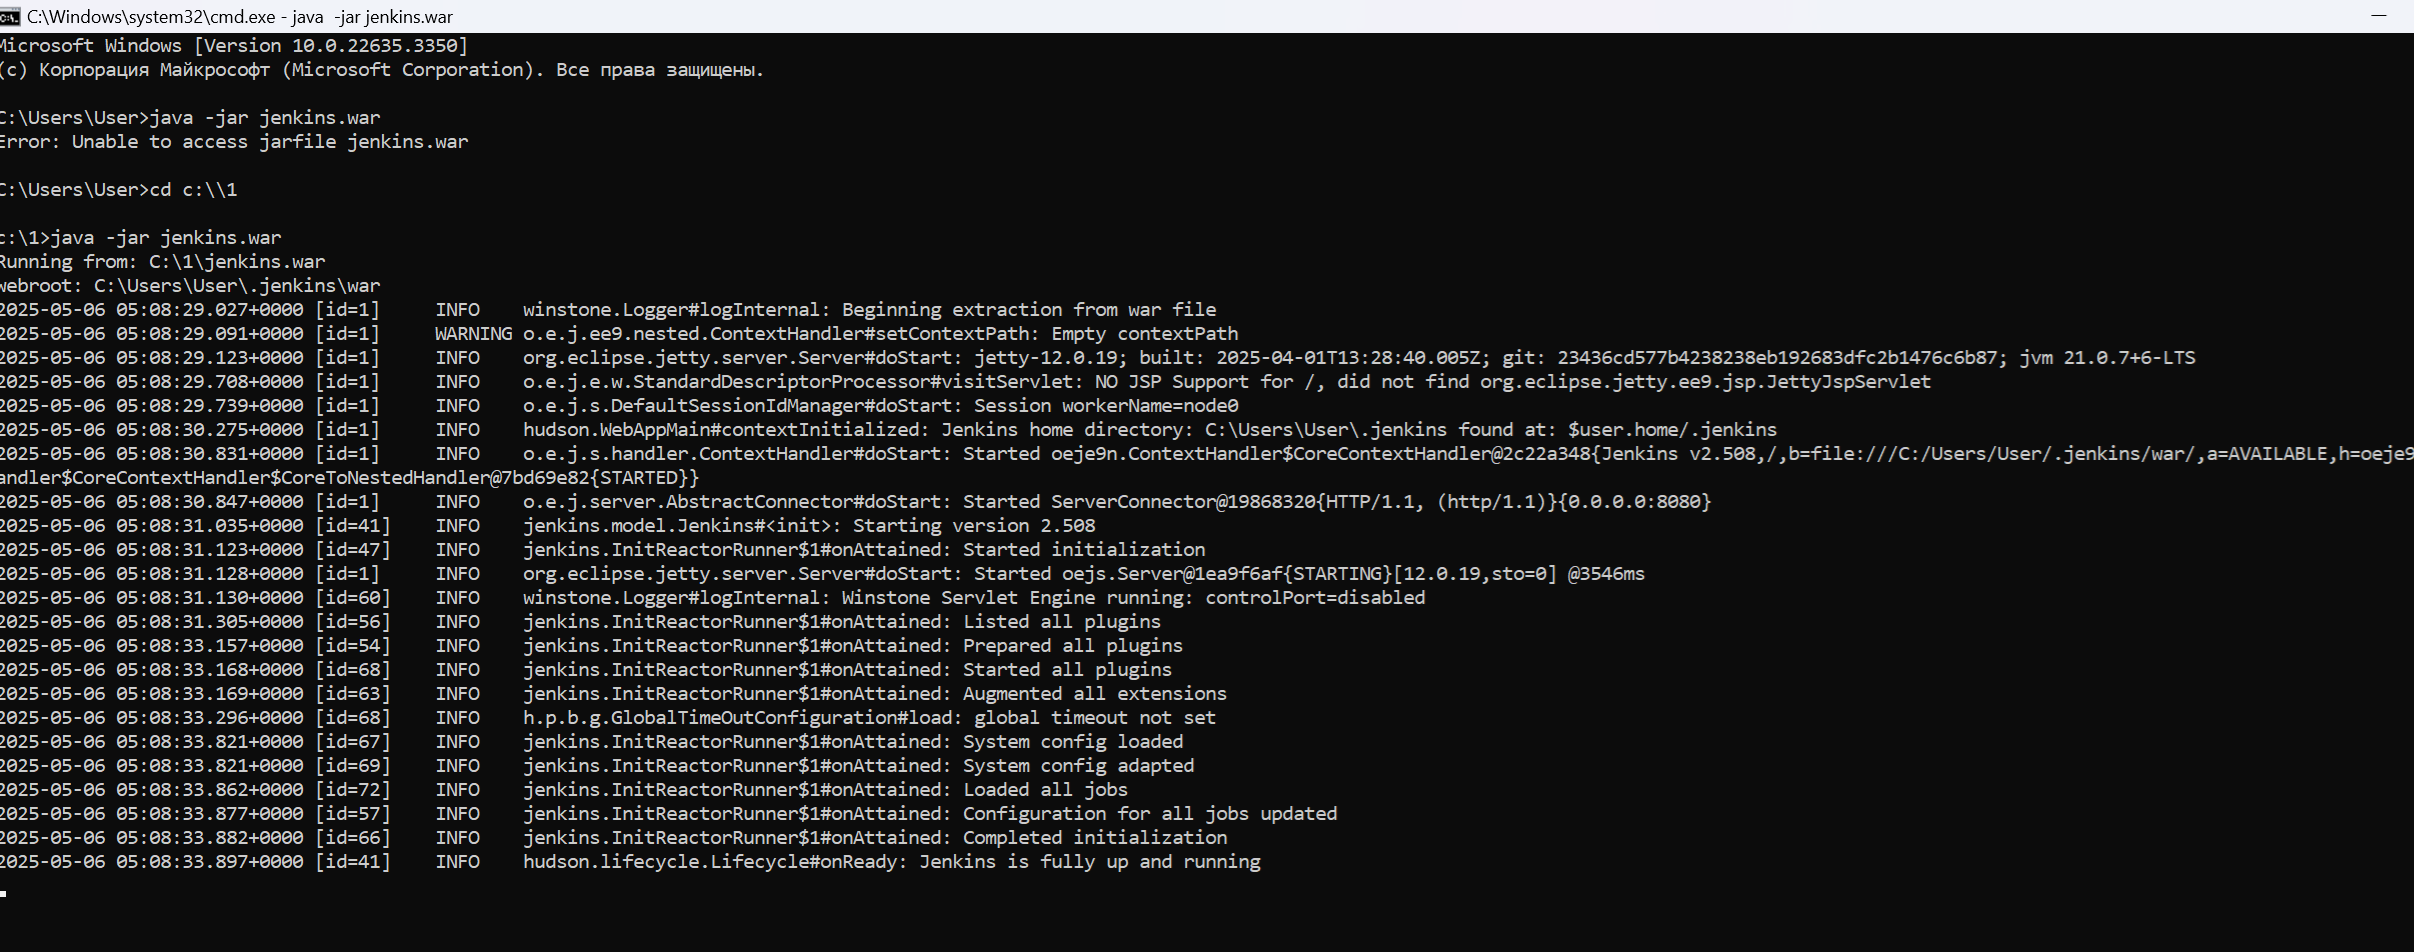 C:\Windows\system32\cmd.exe - java  -jar jenkins.war
Microsoft Windows [Version 10.0.22635.3350]
(c) Корпорация Майкрософт (Microsoft Corporation). Все права защищены.
C:\Users\User>java -jar jenkins.war
Error: Unable to access jarfile jenkins.war
C:\Users\User>cd c:\\1
c:\1>java -jar jenkins.war
Running from: C:\1\jenkins.war
webroot: C:\Users\User\.jenkins\war
2025-05-06 05:08:29.027+0000 [id=1]     INFO    winstone.Logger#logInternal: Beginning extraction from war file
2025-05-06 05:08:29.091+0000 [id=1]     WARNING o.e.j.ee9.nested.ContextHandler#setContextPath: Empty contextPath
2025-05-06 05:08:29.123+0000 [id=1]     INFO    org.eclipse.jetty.server.Server#doStart: jetty-12.0.19; built: 2025-04-01T13:28:40.005Z; git: 23436cd577b4238238eb192683dfc2b1476c6b87; jvm 21.0.7+6-LTS
2025-05-06 05:08:29.708+0000 [id=1]     INFO    o.e.j.e.w.StandardDescriptorProcessor#visitServlet: NO JSP Support for /, did not find org.eclipse.jetty.ee9.jsp.JettyJspServlet
2025-05-06 05:08:29.739+0000 [id=1]     INFO    o.e.j.s.DefaultSessionIdManager#doStart: Session workerName=node0
2025-05-06 05:08:30.275+0000 [id=1]     INFO    hudson.WebAppMain#contextInitialized: Jenkins home directory: C:\Users\User\.jenkins found at: $user.home/.jenkins
2025-05-06 05:08:30.831+0000 [id=1]     INFO    o.e.j.s.handler.ContextHandler#doStart: Started oeje9n.ContextHandler$CoreContextHandler@2c22a348{Jenkins v2.508,/,b=file:///C:/Users/User/.jenkins/war/,a=AVAILABLE,h=oeje9
andler$CoreContextHandler$CoreToNestedHandler@7bd69e82{STARTED}}
2025-05-06 05:08:30.847+0000 [id=1]     INFO    o.e.j.server.AbstractConnector#doStart: Started ServerConnector@19868320{HTTP/1.1, (http/1.1)}{0.0.0.0:8080}
2025-05-06 05:08:31.035+0000 [id=41]    INFO    jenkins.model.Jenkins#<init>: Starting version 2.508
2025-05-06 05:08:31.123+0000 [id=47]    INFO    jenkins.InitReactorRunner$1#onAttained: Started initialization
2025-05-06 05:08:31.128+0000 [id=1]     INFO    org.eclipse.jetty.server.Server#doStart: Started oejs.Server@1ea9f6af{STARTING}[12.0.19,sto=0] @3546ms
2025-05-06 05:08:31.130+0000 [id=60]    INFO    winstone.Logger#logInternal: Winstone Servlet Engine running: controlPort=disabled
2025-05-06 05:08:31.305+0000 [id=56]    INFO    jenkins.InitReactorRunner$1#onAttained: Listed all plugins
2025-05-06 05:08:33.157+0000 [id=54]    INFO    jenkins.InitReactorRunner$1#onAttained: Prepared all plugins
2025-05-06 05:08:33.168+0000 [id=68]    INFO    jenkins.InitReactorRunner$1#onAttained: Started all plugins
2025-05-06 05:08:33.169+0000 [id=63]    INFO    jenkins.InitReactorRunner$1#onAttained: Augmented all extensions
2025-05-06 05:08:33.296+0000 [id=68]    INFO    h.p.b.g.GlobalTimeOutConfiguration#load: global timeout not set
2025-05-06 05:08:33.821+0000 [id=67]    INFO    jenkins.InitReactorRunner$1#onAttained: System config loaded
2025-05-06 05:08:33.821+0000 [id=69]    INFO    jenkins.InitReactorRunner$1#onAttained: System config adapted
2025-05-06 05:08:33.862+0000 [id=72]    INFO    jenkins.InitReactorRunner$1#onAttained: Loaded all jobs
2025-05-06 05:08:33.877+0000 [id=57]    INFO    jenkins.InitReactorRunner$1#onAttained: Configuration for all jobs updated
2025-05-06 05:08:33.882+0000 [id=66]    INFO    jenkins.InitReactorRunner$1#onAttained: Completed initialization
2025-05-06 05:08:33.897+0000 [id=41]    INFO    hudson.lifecycle.Lifecycle#onReady: Jenkins is fully up and running